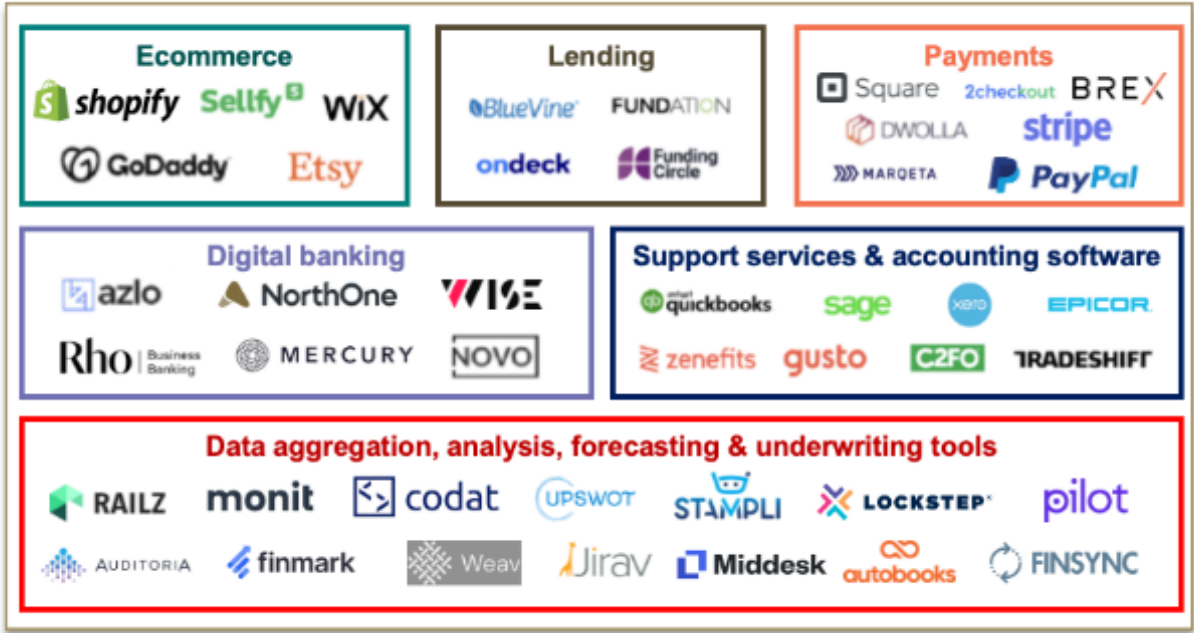 Ecommerce
shopify Sellfy S WiX
GoDaddy Etsy
Lending
BlueVine FUNDATION
ondeck Funding Circle
Payments
Square 2checkout BREX
DWOLLA stripe
MARQETA PayPal
Digital banking
azlo NorthOne WISE
Rho Business Banking MERCURY NOVO
Support services & accounting software
intuit quickbooks sage xero EPICOR
zenefits gusto C2FO TRADESHIFT
Data aggregation, analysis, forecasting & underwriting tools
RAILZ monit codat UPSWOT STAMPLI LOCKSTEP pilot
AUDITORIA finmark Weav Jirav Middesk autobooks FINSYNC